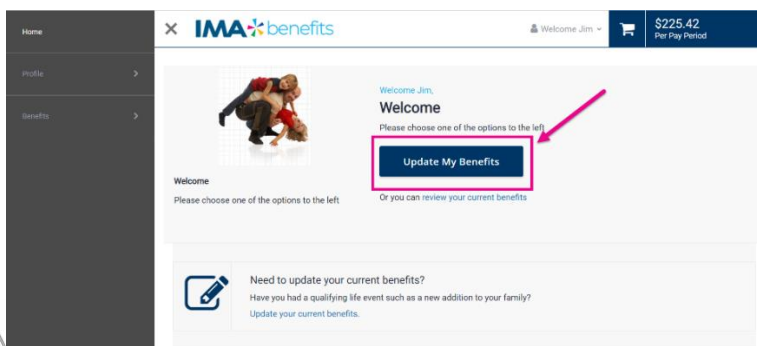 Home
Profile
Benefits
IMA benefits
Welcome Jim
$225.42
Per Pay Period
Welcome
Please choose one of the options to the left
Welcome Jim,
Welcome
Please choose one of the options to the left
Update My Benefits
Or you can review your current benefits
Need to update your current benefits?
Have you had a qualifying life event such as a new addition to your family?
Update your current benefits.